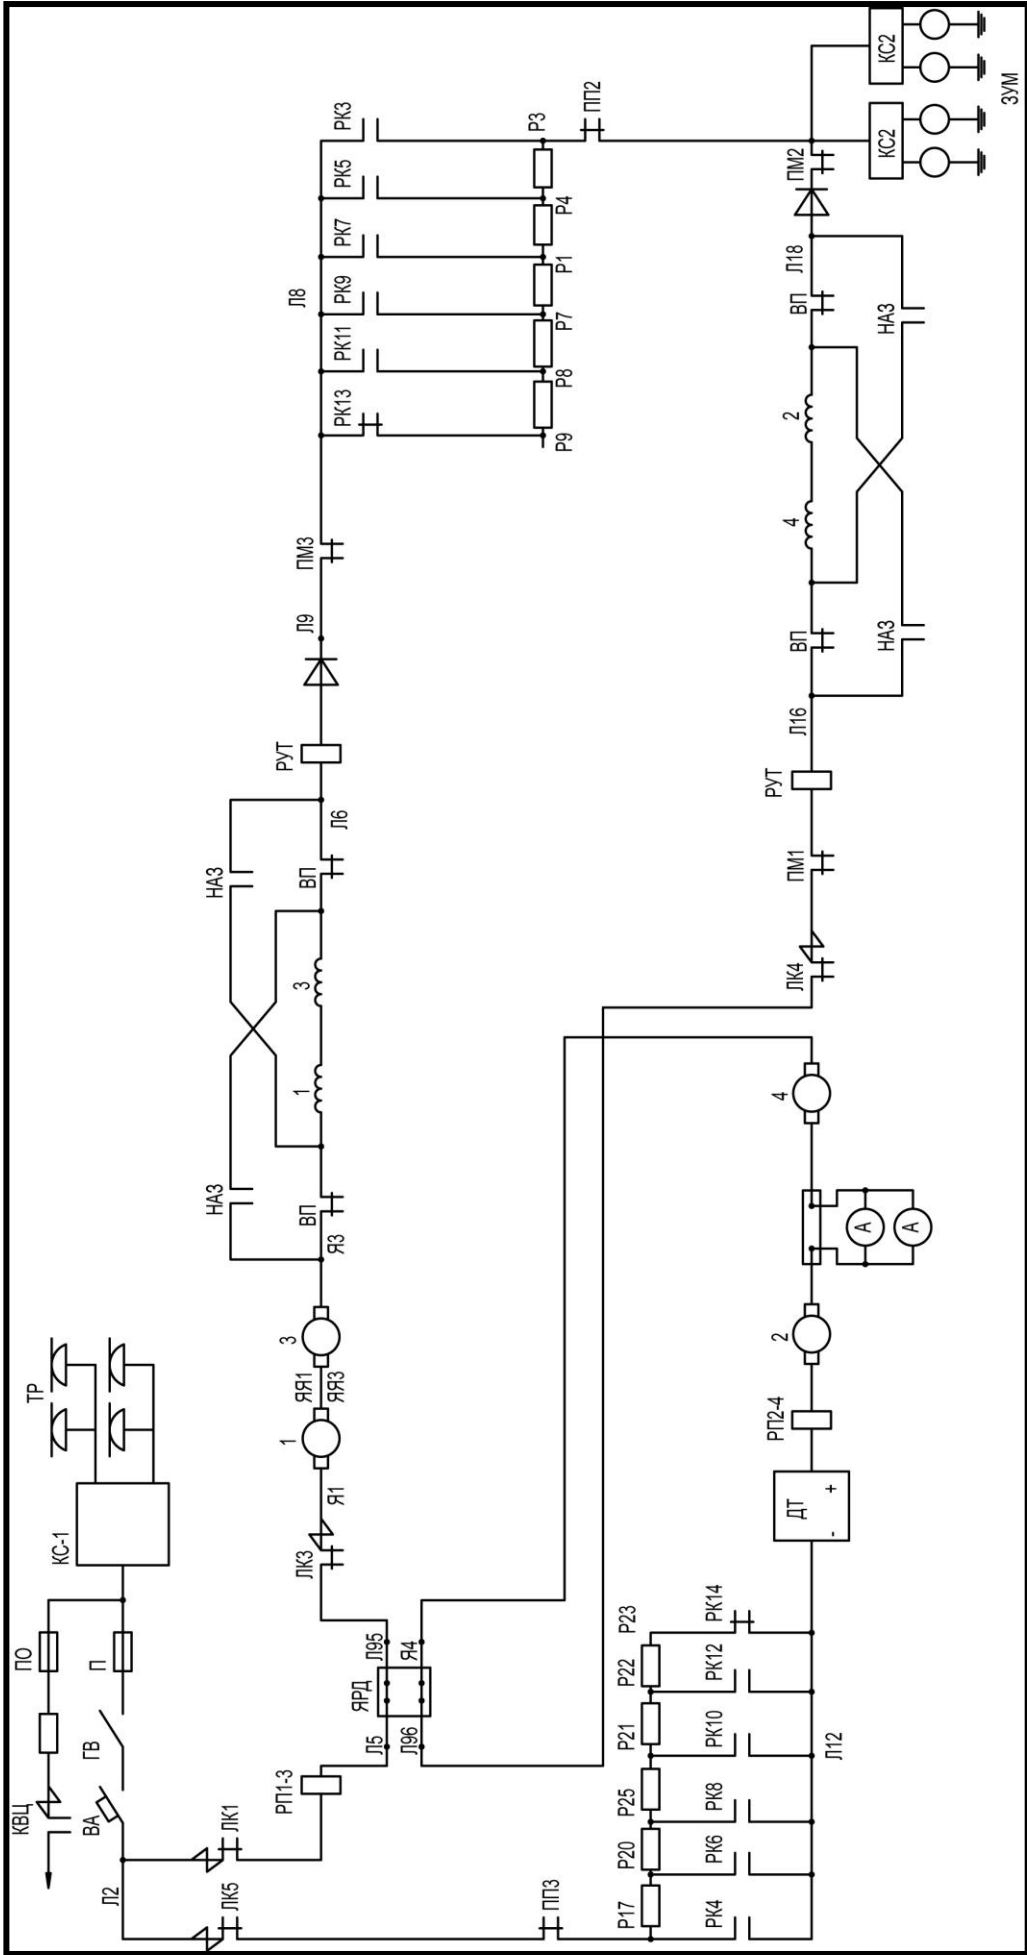 КВЦ
ПО
ТР
ВА
ГВ
П
КС-1
Л2
ЛК5
ЛК1
НАЗ
НАЗ
РП1-3
ЛК3
Я1
1
ЯЯ1
ЯЯ3
3
Я3
ВП
1
3
ВП
Л6
РУТ
Л9
ПМ3
Л8
РК13
РК11
РК9
РК7
РК5
РК3
Л5
ЯРД
Л95
Л96
Я4
Р9
Р8
Р7
Р1
Р4
Р3
ПП3
ПП2
Р17
Р20
Р25
Р21
Р22
Р23
РК4
РК6
РК8
РК10
РК12
РК14
Л12
- ДТ +
РП2-4
2
А
А
4
ЛК4
ПМ1
РУТ
Л16
ВП
4
2
ВП
Л18
ПМ2
НАЗ
НАЗ
КС2
КС2
ЗУМ